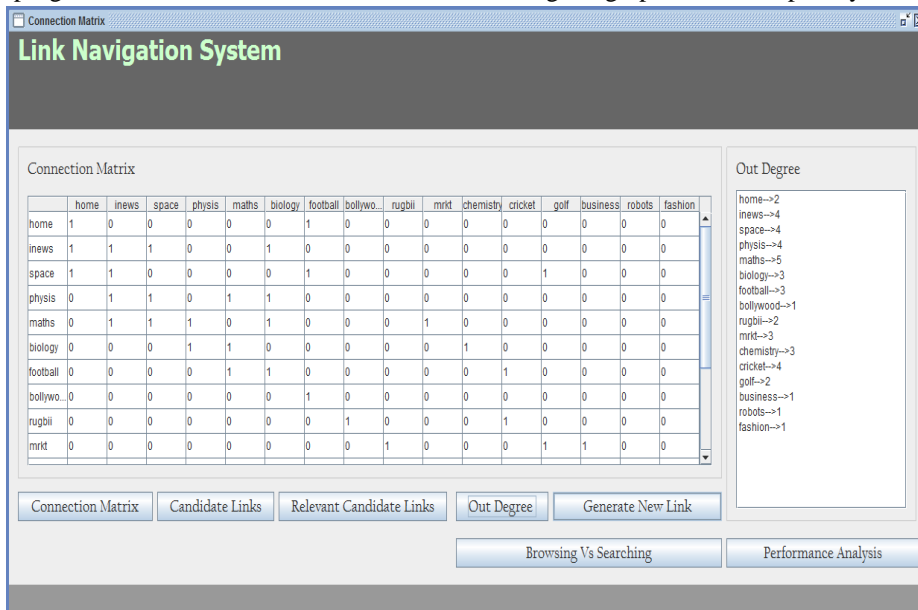 Connection Matrix
Link Navigation System
Connection Matrix
home inews space physis maths biology football bollywo... rugbii mrkt chemistry cricket golf business robots fashion
home 1 0 0 0 0 0 1 0 0 0 0 0 0 0 0 0
inews 1 1 1 0 0 1 0 0 0 0 0 0 0 0 0 0
space 1 1 0 0 0 0 1 0 0 0 0 0 1 0 0 0
physis 0 1 1 0 1 1 0 0 0 0 0 0 0 0 0 0
maths 0 1 1 1 0 1 0 0 0 1 0 0 0 0 0 0
biology 0 0 0 1 1 0 0 0 0 0 1 0 0 0 0 0
football 0 0 0 0 1 1 0 0 0 0 0 1 0 0 0 0
bollywo... 0 0 0 0 0 0 1 0 0 0 0 0 0 0 0 0
rugbii 0 0 0 0 0 0 0 1 0 0 0 1 0 0 0 0
mrkt 0 0 0 0 0 0 0 0 1 0 0 0 1 1 0 0
Out Degree
home-->2
inews-->4
space-->4
physis-->4
maths-->5
biology-->3
football-->3
bollywood-->1
rugbii-->2
mrkt-->3
chemistry-->3
cricket-->4
golf-->2
business-->1
robots-->1
fashion-->1
Connection Matrix Candidate Links Relevant Candidate Links Out Degree Generate New Link
Browsing Vs Searching Performance Analysis